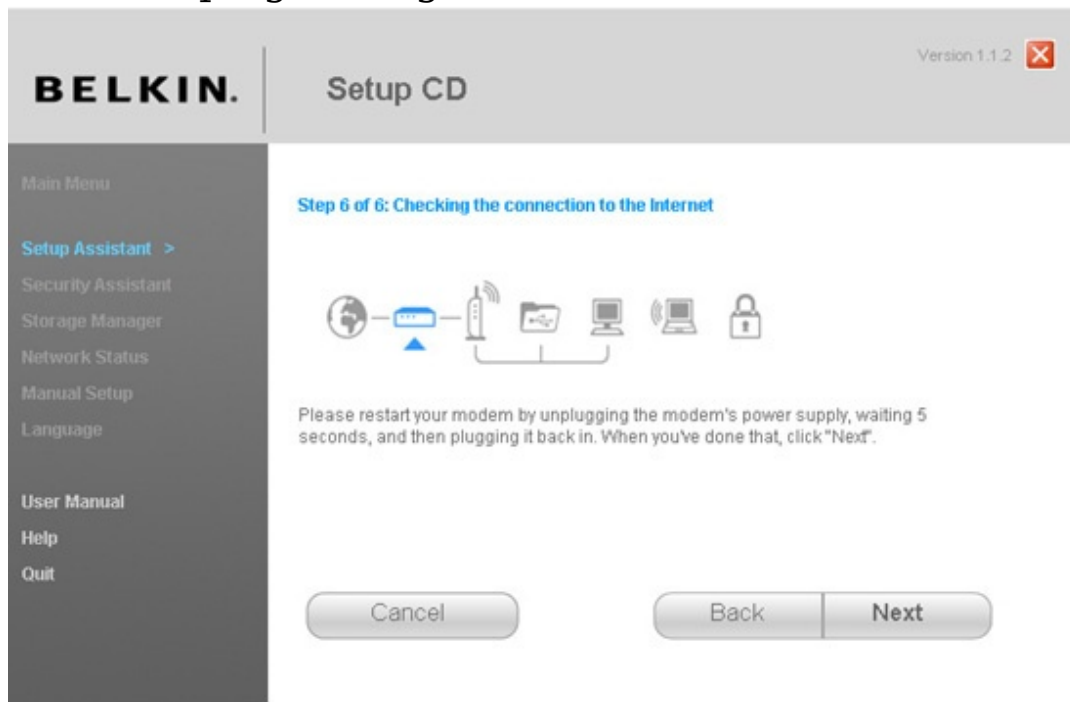 BELKIN.
Setup CD
Version 1.1.2
Main Menu
Setup Assistant >
Security Assistant
Storage Manager
Network Status
Manual Setup
Language
User Manual
Help
Quit
Step 6 of 6: Checking the connection to the Internet
Please restart your modem by unplugging the modem's power supply, waiting 5
seconds, and then plugging it back in. When you've done that, click "Next".
Cancel
Back
Next